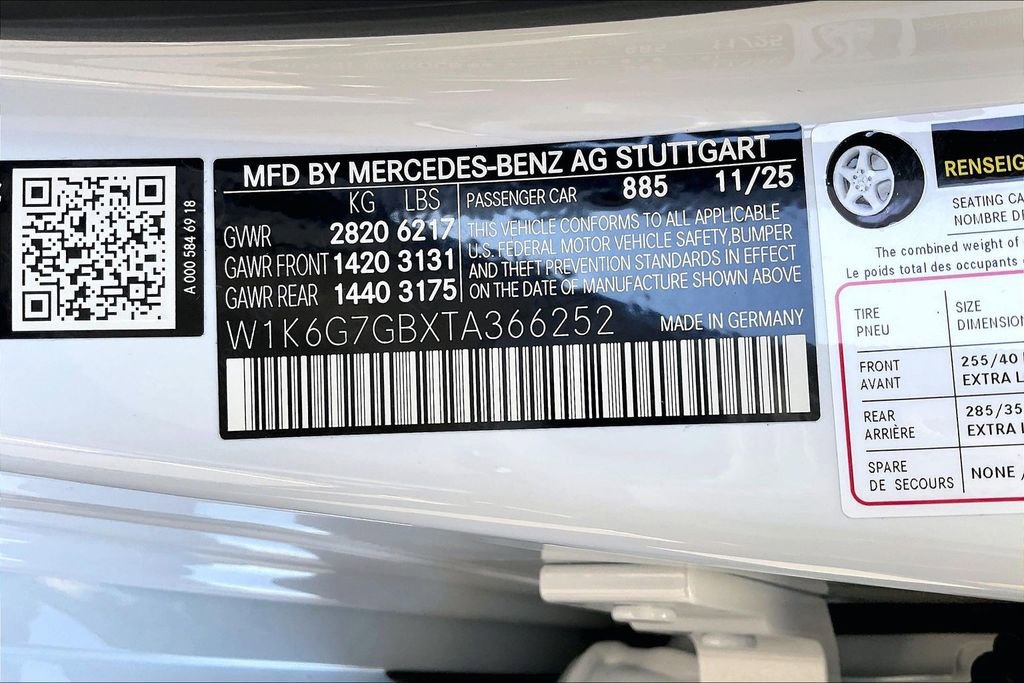 A 000 584 69 18
MFD BY MERCEDES-BENZ AG STUTTGART
KG LBS
GVWR 2820 6217
GAWR FRONT 1420 3131
GAWR REAR 1440 3175
PASSENGER CAR 885 11/25
THIS VEHICLE CONFORMS TO ALL APPLICABLE
U.S. FEDERAL MOTOR VEHICLE SAFETY,BUMPER
AND THEFT PREVENTION STANDARDS IN EFFECT
ON THE DATE OF MANUFACTURE SHOWN ABOVE
W1K6G7GBXTA366252 MADE IN GERMANY
RENSEIG
SEATING CA
NOMBRE DE
The combined weight of
Le poids total des occupants
TIRE SIZE
PNEU DIMENSION
FRONT 255/40
AVANT EXTRA L
REAR 285/35
ARRIÈRE EXTRA L
SPARE NONE /
DE SECOURS
885 11/25